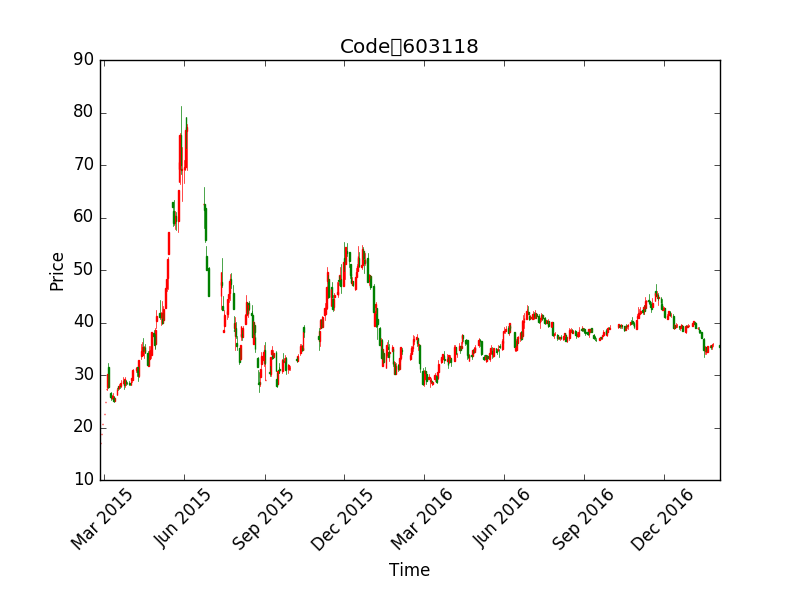 Code▯603118
90
80
70
60
50
40
30
20
10
Price
Mar 2015
Jun 2015
Sep 2015
Dec 2015
Mar 2016
Jun 2016
Sep 2016
Dec 2016
Time